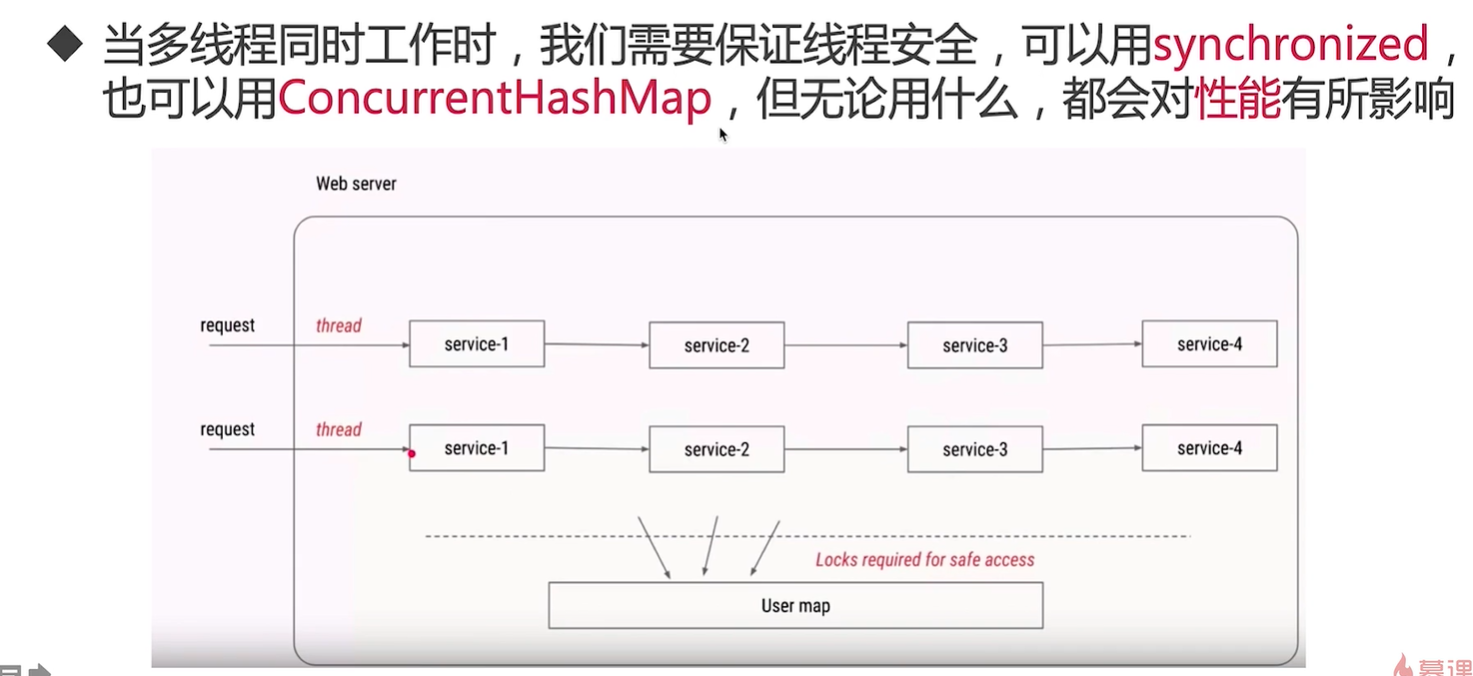 当多线程同时工作时，我们需要保证线程安全，可以用synchronized，
也可以用ConcurrentHashMap，但无论用什么，都会对性能有所影响
Web server
request
thread
service-1
service-2
service-3
service-4
request
thread
service-1
service-2
service-3
service-4
Locks required for safe access
User map
慕课